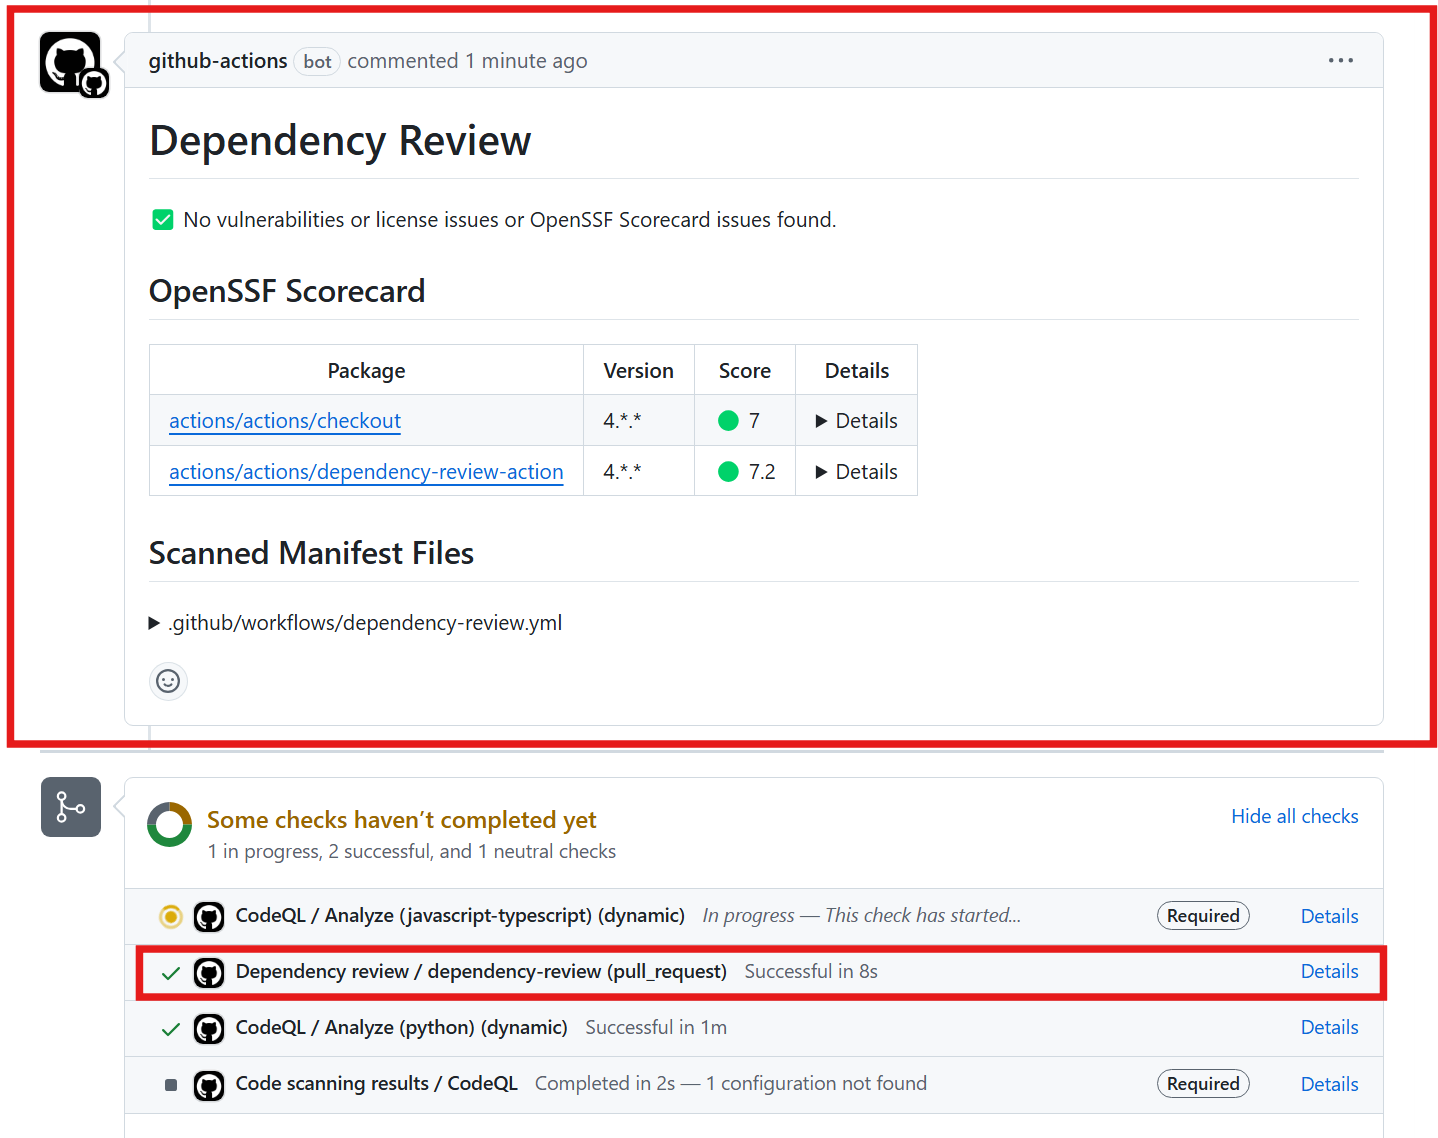 github-actions bot commented 1 minute ago
Dependency Review
No vulnerabilities or license issues or OpenSSF Scorecard issues found.
OpenSSF Scorecard
Package Version Score Details
actions/actions/checkout 4.*.* 7 Details
actions/actions/dependency-review-action 4.*.* 7.2 Details
Scanned Manifest Files
.github/workflows/dependency-review.yml
Some checks haven’t completed yet Hide all checks
1 in progress, 2 successful, and 1 neutral checks
CodeQL / Analyze (javascript-typescript) (dynamic) In progress — This check has started... Required Details
Dependency review / dependency-review (pull_request) Successful in 8s Details
CodeQL / Analyze (python) (dynamic) Successful in 1m Details
Code scanning results / CodeQL Completed in 2s — 1 configuration not found Required Details